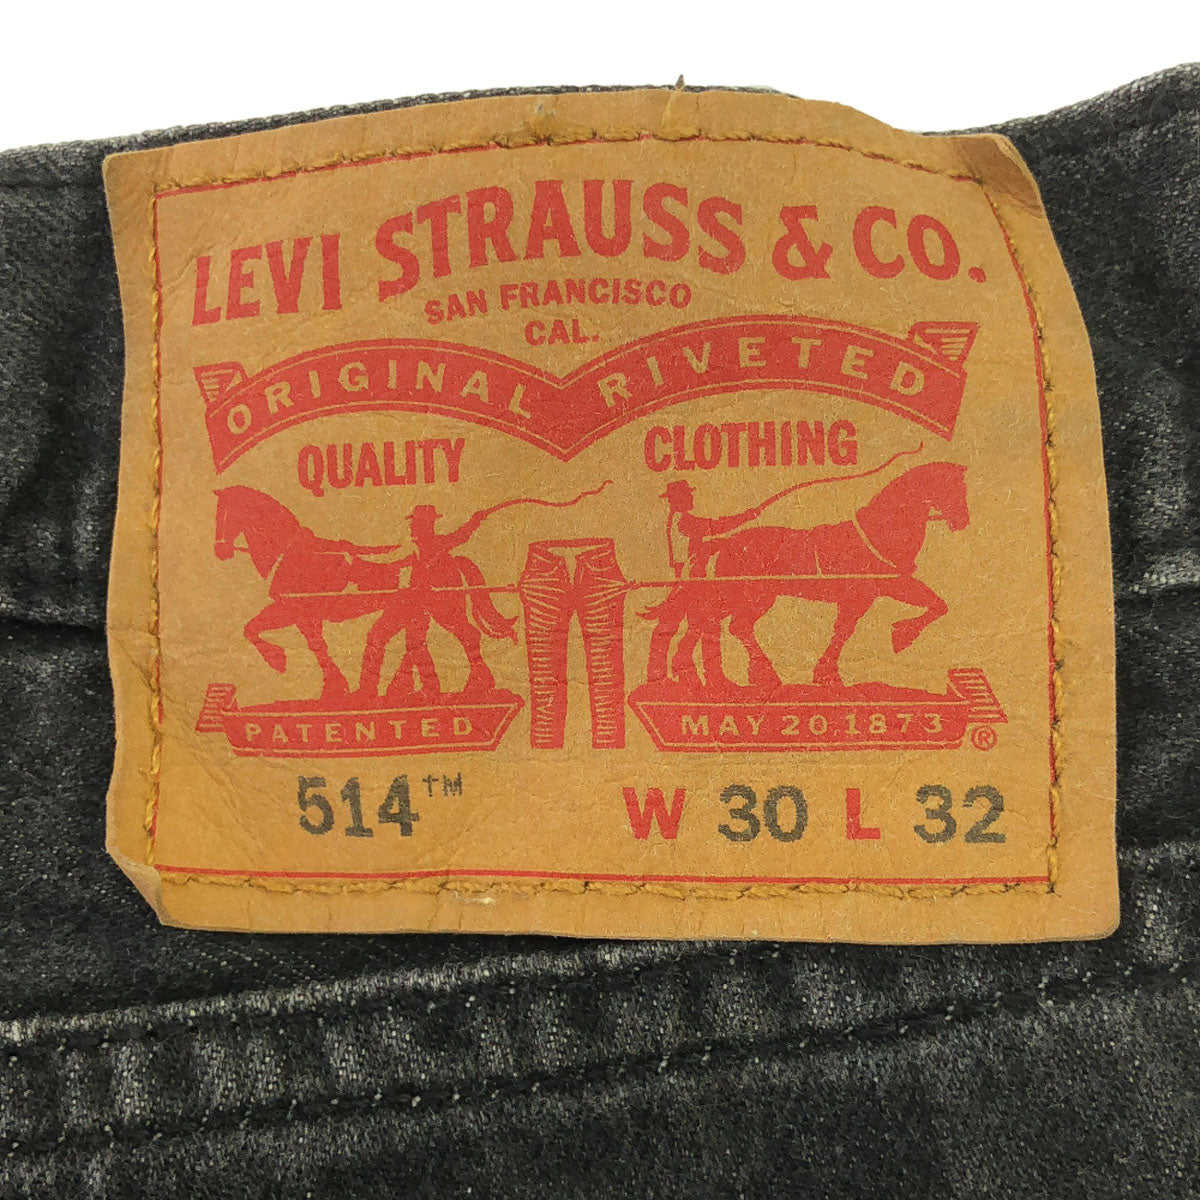 LEVI STRAUSS & CO.
SAN FRANCISCO
CAL.
ORIGINAL RIVETED
QUALITY CLOTHING
PATENTED MAY 20 1873 ®
514™ W 30 L 32